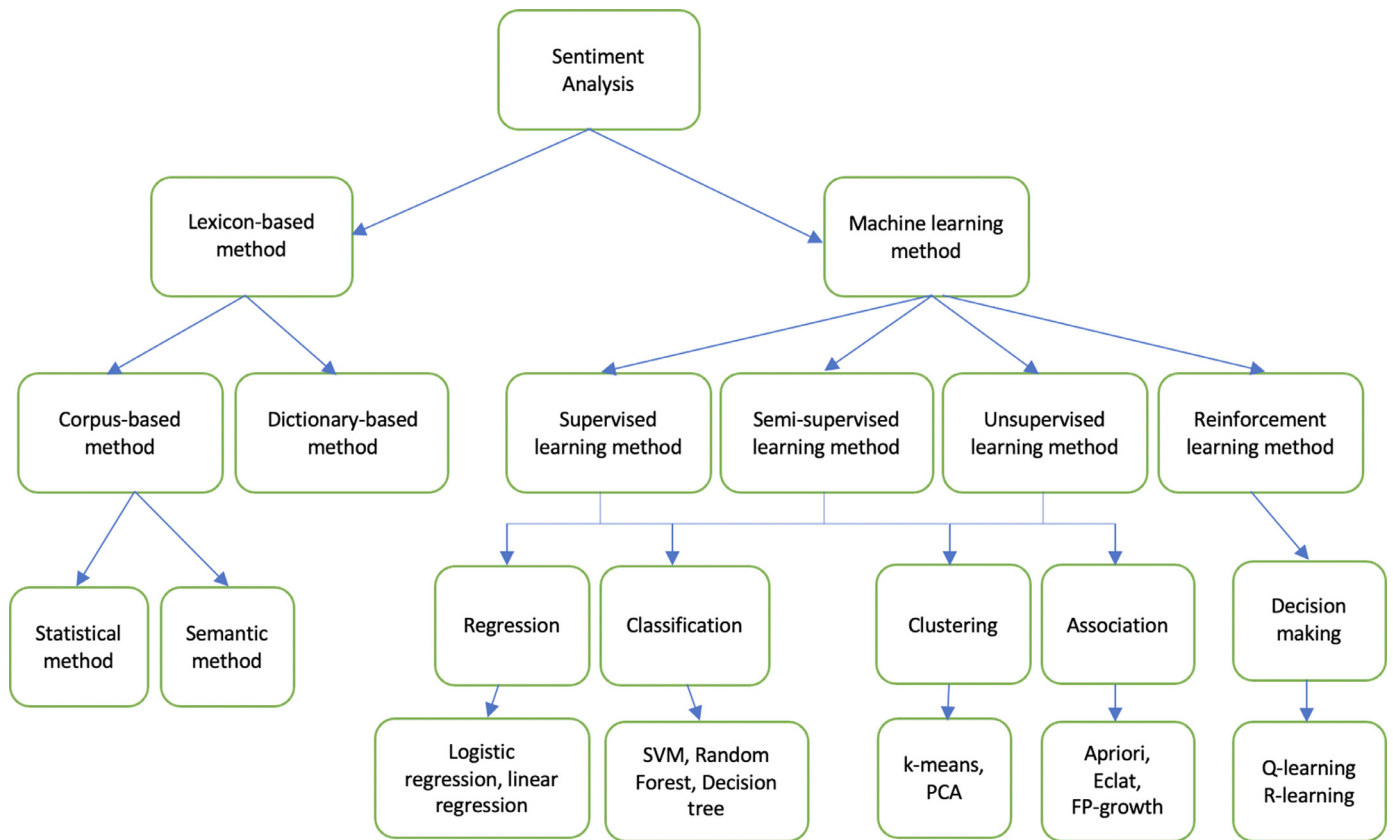 Sentiment
Analysis
Lexicon-based
method
Machine learning
method
Corpus-based
method
Dictionary-based
method
Supervised
learning method
Semi-supervised
learning method
Unsupervised
learning method
Reinforcement
learning method
Statistical
method
Semantic
method
Regression
Classification
Clustering
Association
Decision
making
Logistic
regression, linear
regression
SVM, Random
Forest, Decision
tree
k-means,
PCA
Apriori,
Eclat,
FP-growth
Q-learning
R-learning